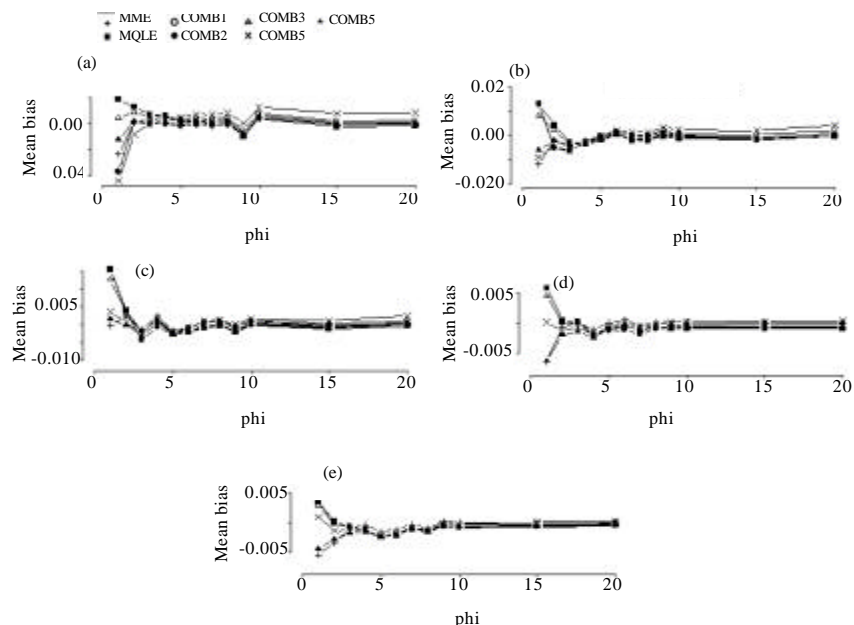 MME COMB1 COMB3 COMB5
MQLE COMB2 COMB5
(a)
Mean bias
0.00
0.04
0 5 10 15 20
phi
(b)
Mean bias
0.02
0.00
-0.020
0 5 10 15 20
phi
(c)
Mean bias
0.005
-0.010
0 5 10 15 20
phi
(d)
Mean bias
0.005
-0.005
0 5 10 15 20
phi
(e)
Mean bias
0.005
-0.005
0 5 10 15 20
phi